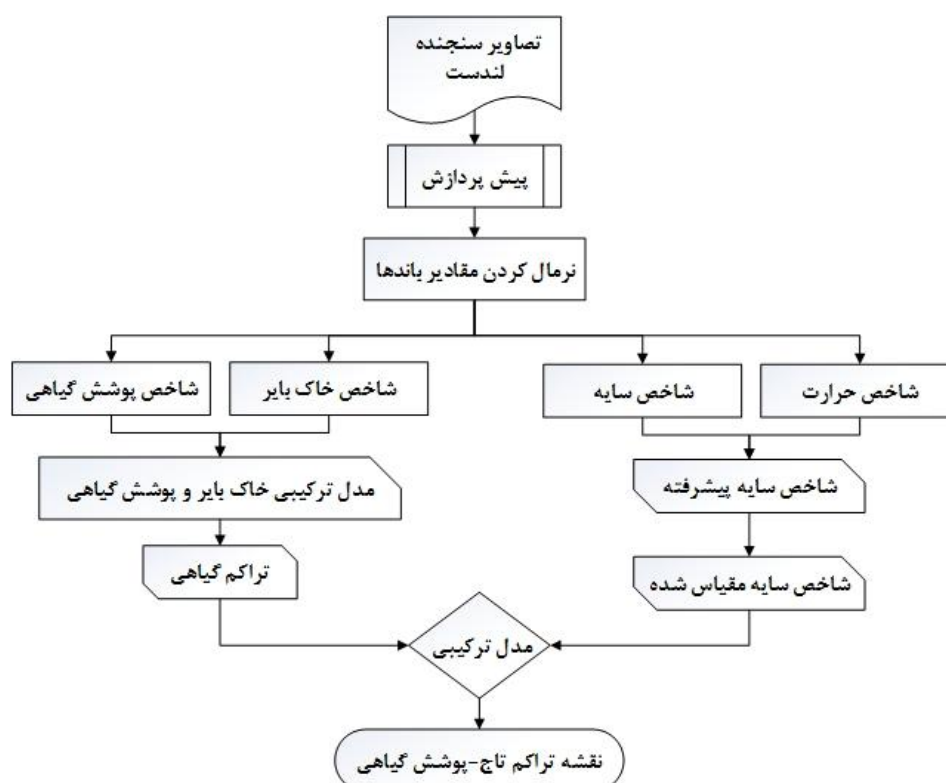 تصاویر سنجنده
لندست
پیش پردازش
نرمال کردن مقادیر باندها
شاخص حرارت
شاخص سایه
شاخص خاک بایر
شاخص پوشش گیاهی
شاخص سایه پیشرفته
مدل ترکیبی خاک بایر و پوشش گیاهی
شاخص سایه مقیاس شده
تراکم گیاهی
مدل ترکیبی
نقشه تراکم تاج-پوشش گیاهی